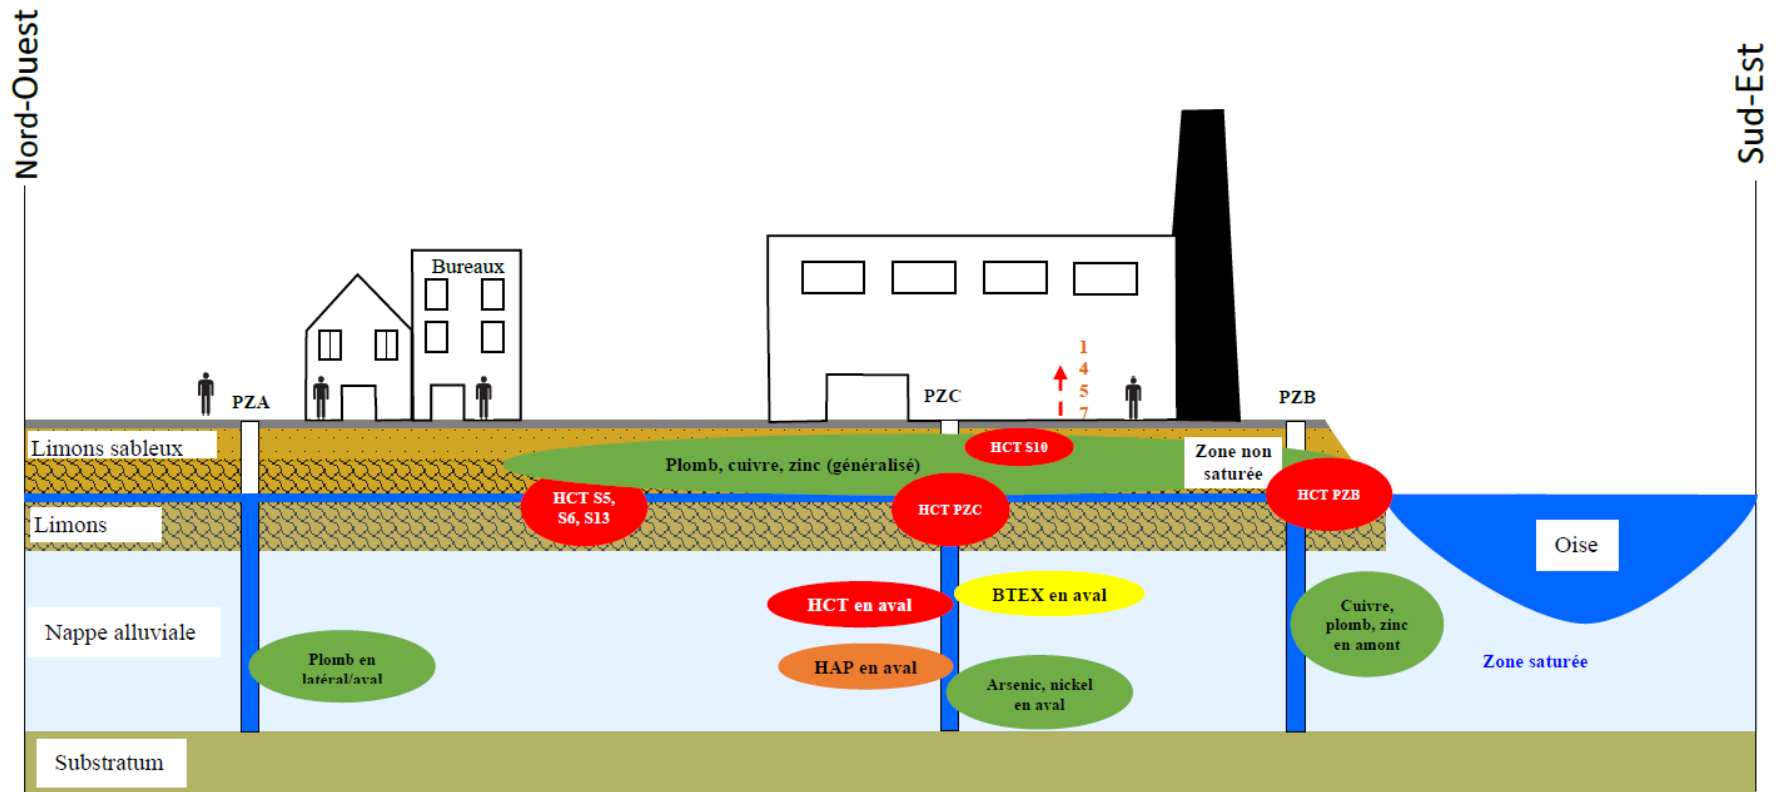 Nord-Ouest
Sud-Est
Bureaux
1
4
5
7
PZA
PZC
PZB
Limons sableux
HCT S10
Plomb, cuivre, zinc (généralisé)
Zone non
saturée
HCT S5,
S6, S13
HCT PZC
HCT PZB
Limons
Oise
HCT en aval
BTEX en aval
Cuivre,
plomb, zinc
en amont
Nappe alluviale
Plomb en
latéral/aval
HAP en aval
Arsenic, nickel
en aval
Zone saturée
Substratum